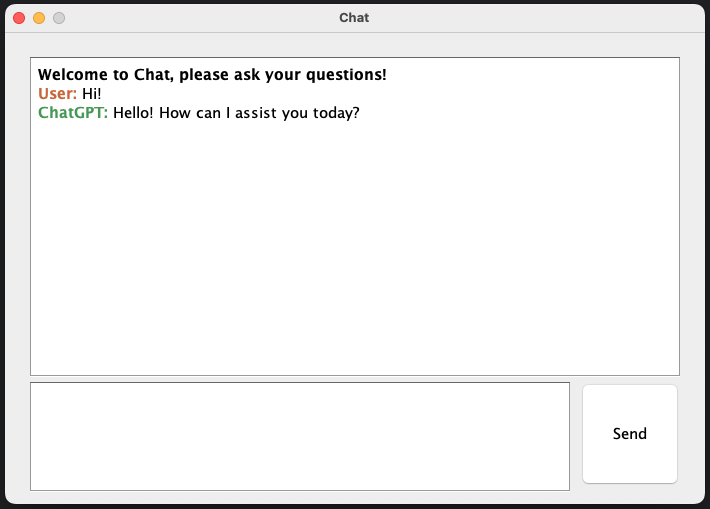 Chat
Welcome to Chat, please ask your questions!
User: Hi!
ChatGPT: Hello! How can I assist you today?
Send